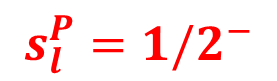 $s_l^P = 1/2^-$